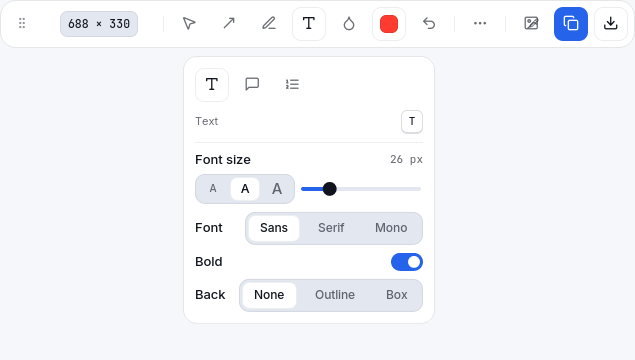 688 × 330
T
T
Text T
Font size 26 px
A A A
Font Sans Serif Mono
Bold
Back None Outline Box